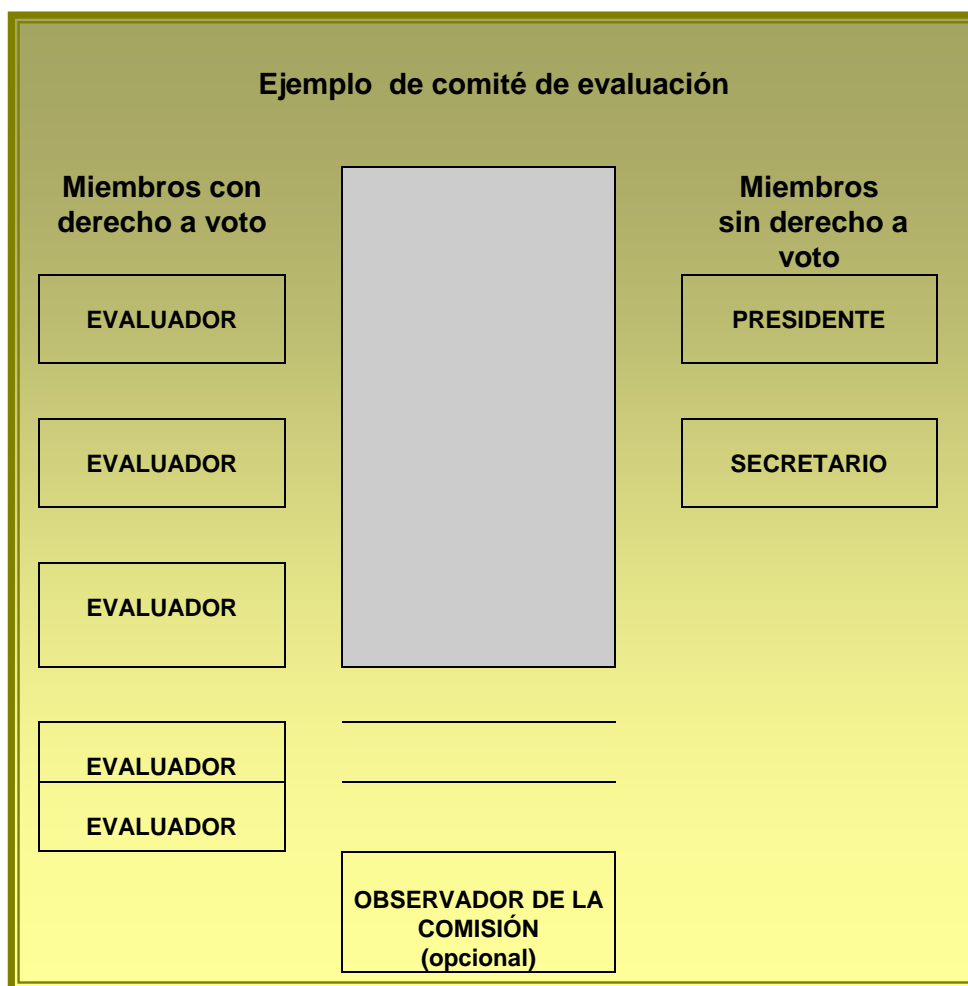 Ejemplo de comité de evaluación
Miembros con
derecho a voto
Miembros
sin derecho a
voto
EVALUADOR
PRESIDENTE
EVALUADOR
SECRETARIO
EVALUADOR
EVALUADOR
EVALUADOR
OBSERVADOR DE LA
COMISIÓN
(opcional)